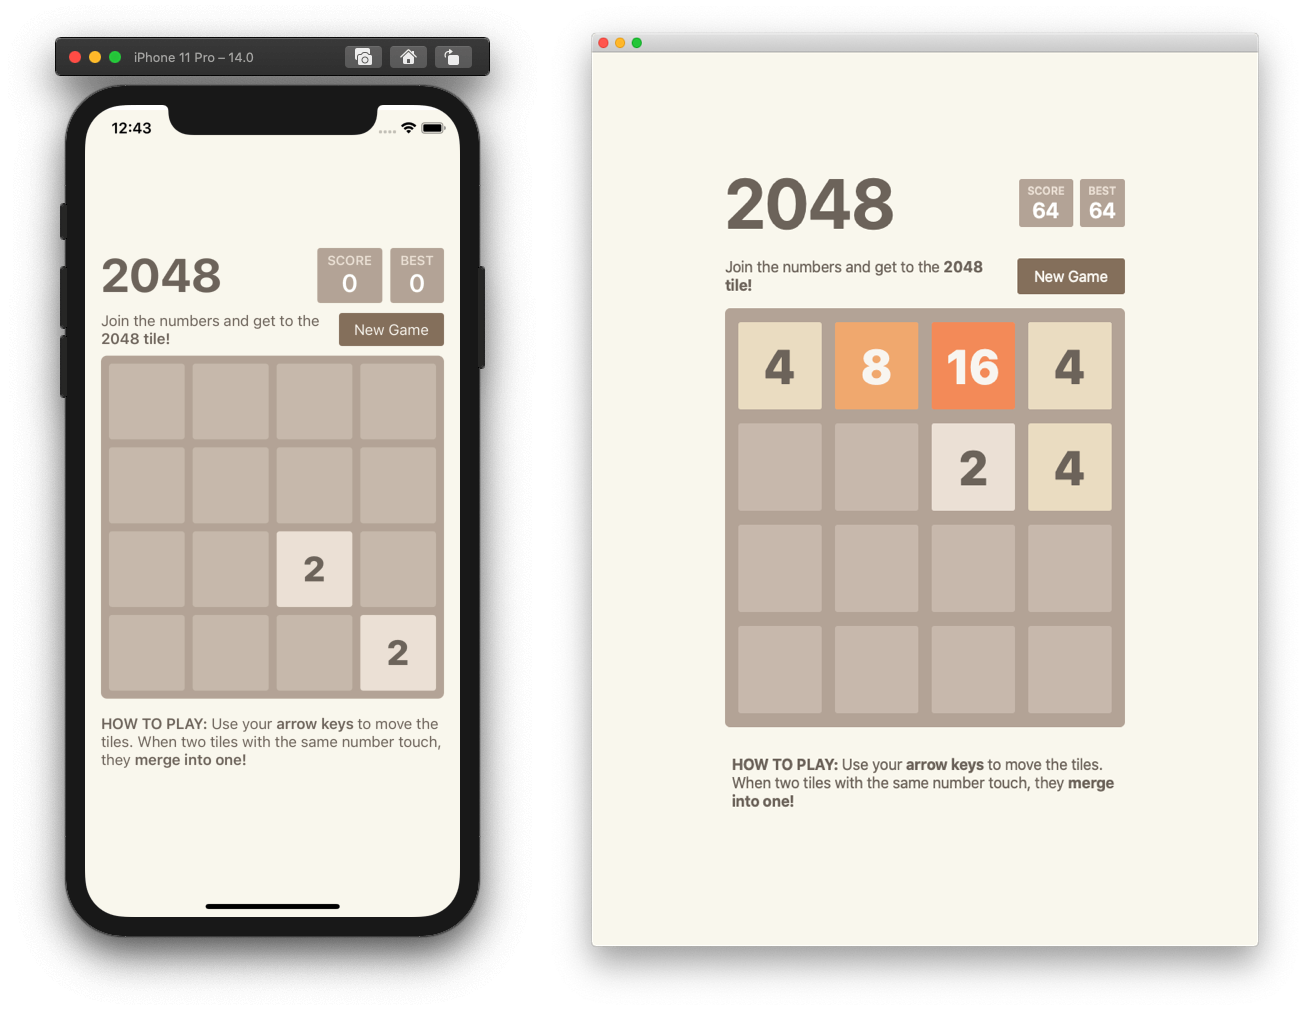 iPhone 11 Pro – 14.0
12:43
2048
SCORE
0
BEST
0
Join the numbers and get to the
2048 tile!
New Game
2
2
HOW TO PLAY: Use your arrow keys to move the
tiles. When two tiles with the same number touch,
they merge into one!
2048
SCORE
64
BEST
64
Join the numbers and get to the 2048
tile!
New Game
4 8 16 4
2 4
HOW TO PLAY: Use your arrow keys to move the tiles.
When two tiles with the same number touch, they merge
into one!